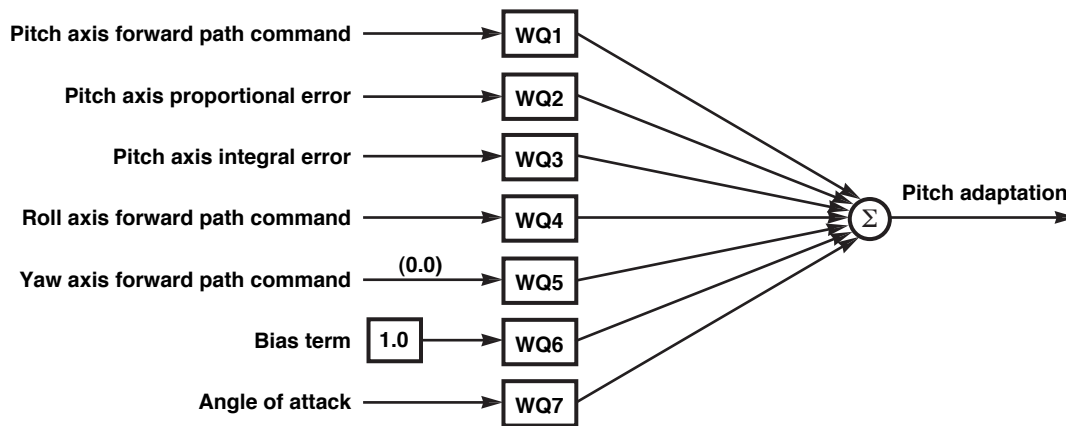 Pitch axis forward path command
WQ1
Pitch axis proportional error
WQ2
Pitch axis integral error
WQ3
Roll axis forward path command
WQ4
Σ
Pitch adaptation
Yaw axis forward path command
(0.0)
WQ5
Bias term
1.0
WQ6
Angle of attack
WQ7